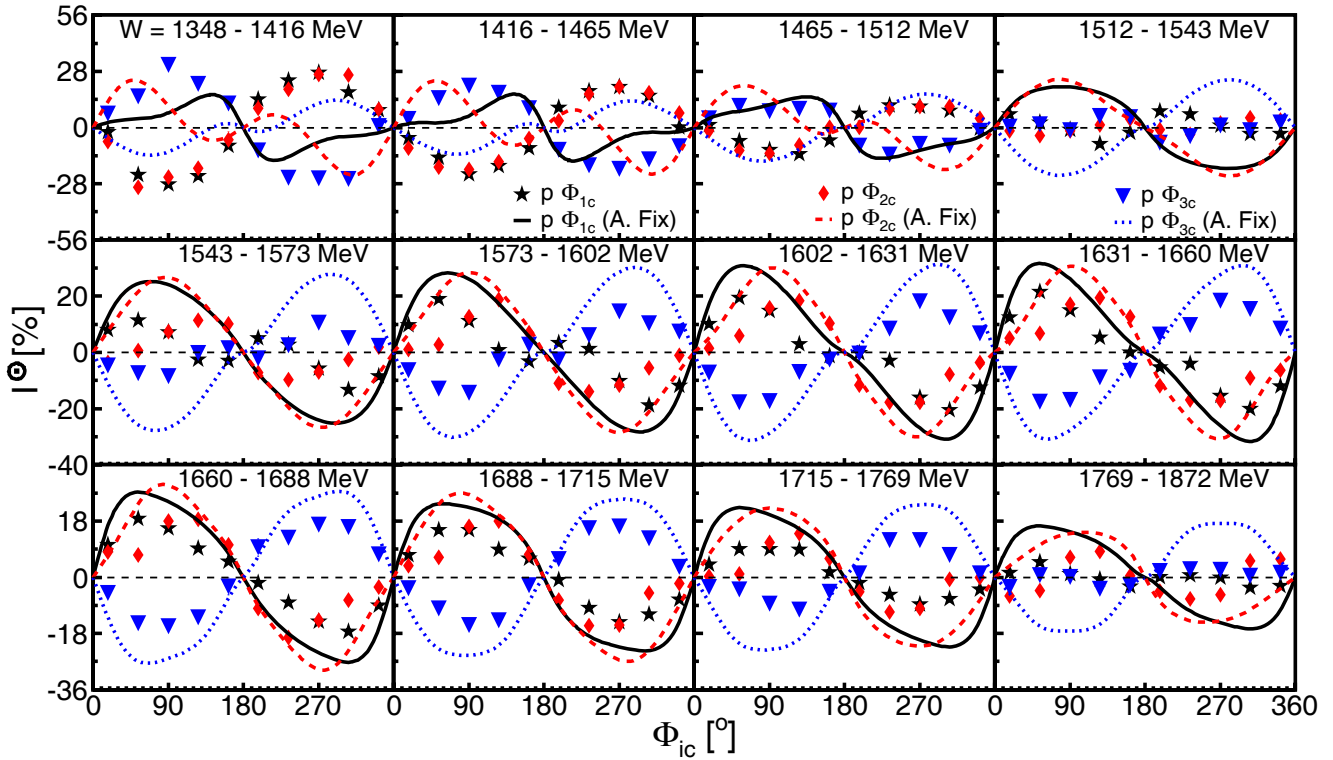 56
28
0
-28
-56
W = 1348 - 1416 MeV
1416 - 1465 MeV
1465 - 1512 MeV
1512 - 1543 MeV
p Φ1c
p Φ1c (A. Fix)
p Φ2c
p Φ2c (A. Fix)
p Φ3c
p Φ3c (A. Fix)
I⊙ [%]
20
0
-20
-40
1543 - 1573 MeV
1573 - 1602 MeV
1602 - 1631 MeV
1631 - 1660 MeV
18
0
-18
-36
1660 - 1688 MeV
1688 - 1715 MeV
1715 - 1769 MeV
1769 - 1872 MeV
0 90 180 270 0 90 180 270 0 90 180 270 0 90 180 270 360
Φic [°]